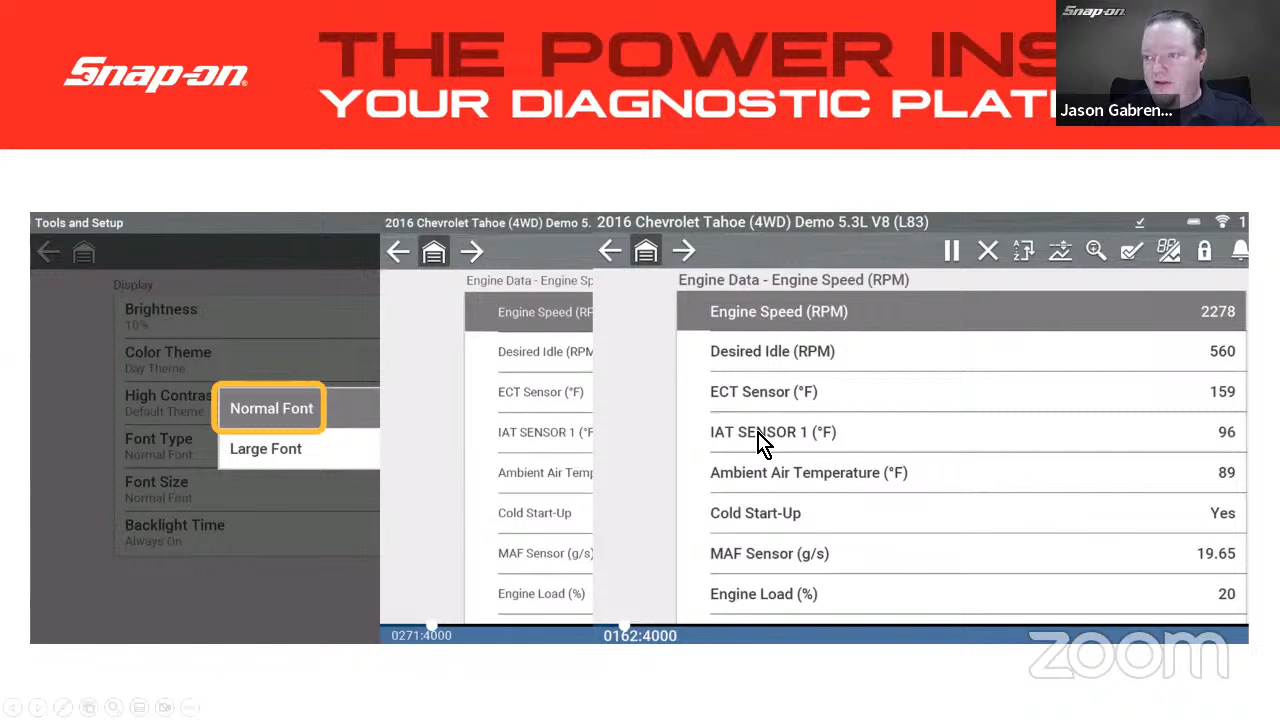 Snap-on
THE POWER INS
YOUR DIAGNOSTIC PLAT
Snap-on
Jason Gabren...
Tools and Setup
Display
Brightness
10%
Color Theme
Day Theme
High Contras
Default Theme
Font Type
Normal Font
Font Size
Normal Font
Backlight Time
Always On
Normal Font
Large Font
2016 Chevrolet Tahoe (4WD) Demo 5.
Engine Data - Engine Sp
Engine Speed (RP
Desired Idle (RPM
ECT Sensor (°F)
IAT SENSOR 1 (°F
Ambient Air Temp
Cold Start-Up
MAF Sensor (g/s)
Engine Load (%)
0271:4000
2016 Chevrolet Tahoe (4WD) Demo 5.3L V8 (L83)
1
Engine Data - Engine Speed (RPM)
Engine Speed (RPM) 2278
Desired Idle (RPM) 560
ECT Sensor (°F) 159
IAT SENSOR 1 (°F) 96
Ambient Air Temperature (°F) 89
Cold Start-Up Yes
MAF Sensor (g/s) 19.65
Engine Load (%) 20
0162:4000
zoom